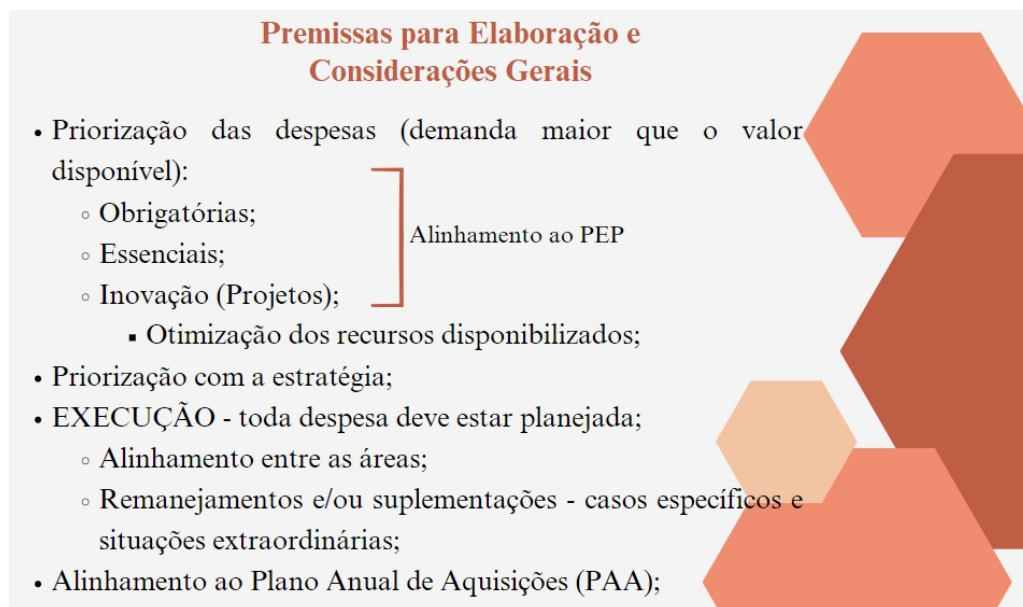 Premissas para Elaboração e
Considerações Gerais
• Priorização das despesas (demanda maior que o valor
disponível):
◦ Obrigatórias;
◦ Essenciais;
◦ Inovação (Projetos);
Alinhamento ao PEP
▪ Otimização dos recursos disponibilizados;
• Priorização com a estratégia;
• EXECUÇÃO - toda despesa deve estar planejada;
◦ Alinhamento entre as áreas;
◦ Remanejamentos e/ou suplementações - casos específicos e
situações extraordinárias;
• Alinhamento ao Plano Anual de Aquisições (PAA);